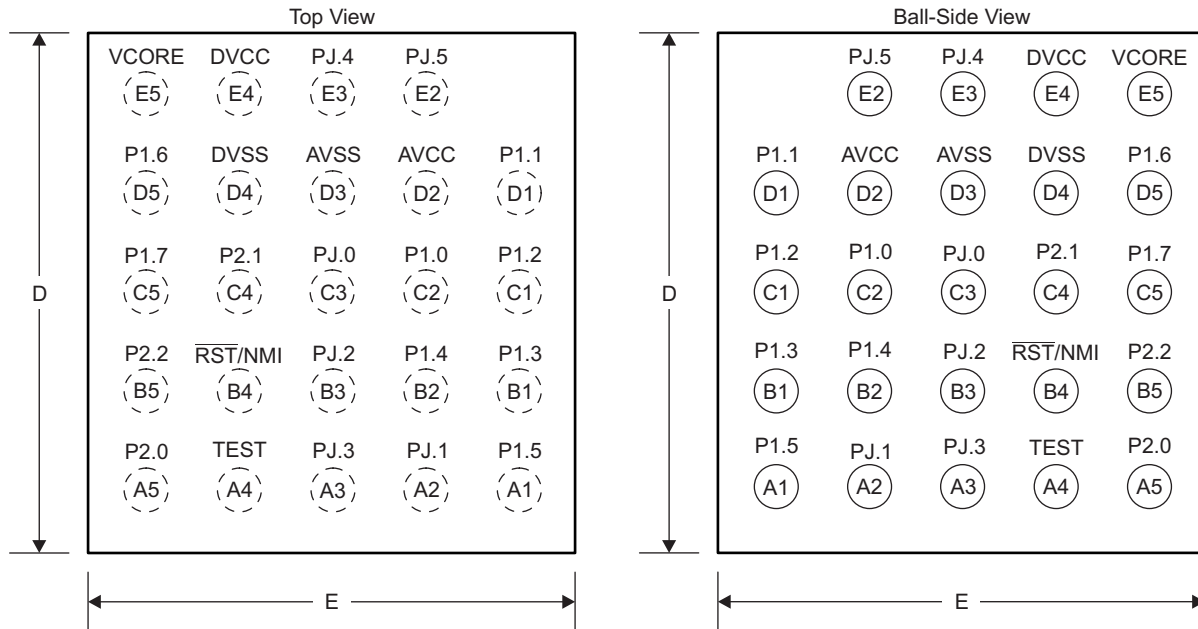 Top View
VCORE DVCC PJ.4 PJ.5
E5 E4 E3 E2
P1.6 DVSS AVSS AVCC P1.1
D5 D4 D3 D2 D1
P1.7 P2.1 PJ.0 P1.0 P1.2
C5 C4 C3 C2 C1
D
P2.2 RST/NMI PJ.2 P1.4 P1.3
B5 B4 B3 B2 B1
P2.0 TEST PJ.3 PJ.1 P1.5
A5 A4 A3 A2 A1
E
Ball-Side View
PJ.5 PJ.4 DVCC VCORE
E2 E3 E4 E5
P1.1 AVCC AVSS DVSS P1.6
D1 D2 D3 D4 D5
P1.2 P1.0 PJ.0 P2.1 P1.7
C1 C2 C3 C4 C5
D
P1.3 P1.4 PJ.2 RST/NMI P2.2
B1 B2 B3 B4 B5
P1.5 PJ.1 PJ.3 TEST P2.0
A1 A2 A3 A4 A5
E